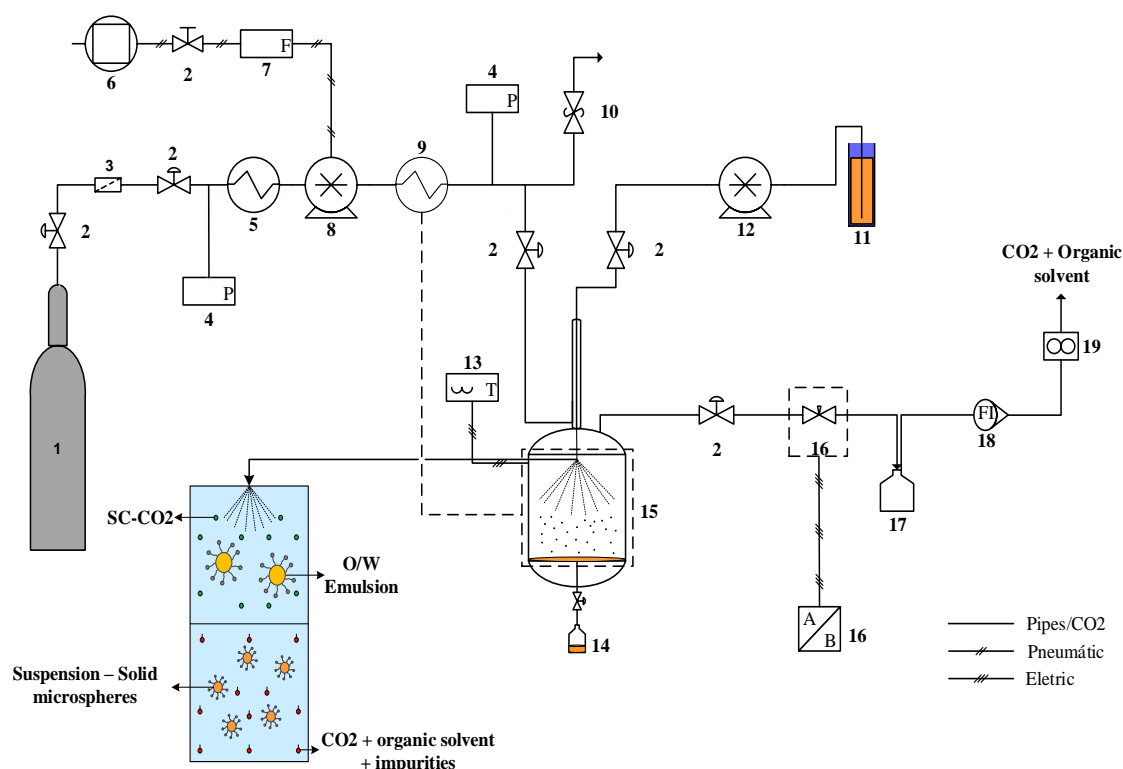 6
2
7
F
4
P
10
3
2
5
8
9
12
11
2
4
P
2
2
CO2 + Organic
solvent
19
13
T
1
FI
18
2
16
17
15
SC-CO2
O/W
Emulsion
14
A
B
16
Pipes/CO2
Pneumátic
Eletric
Suspension – Solid
microspheres
CO2 + organic solvent
+ impurities